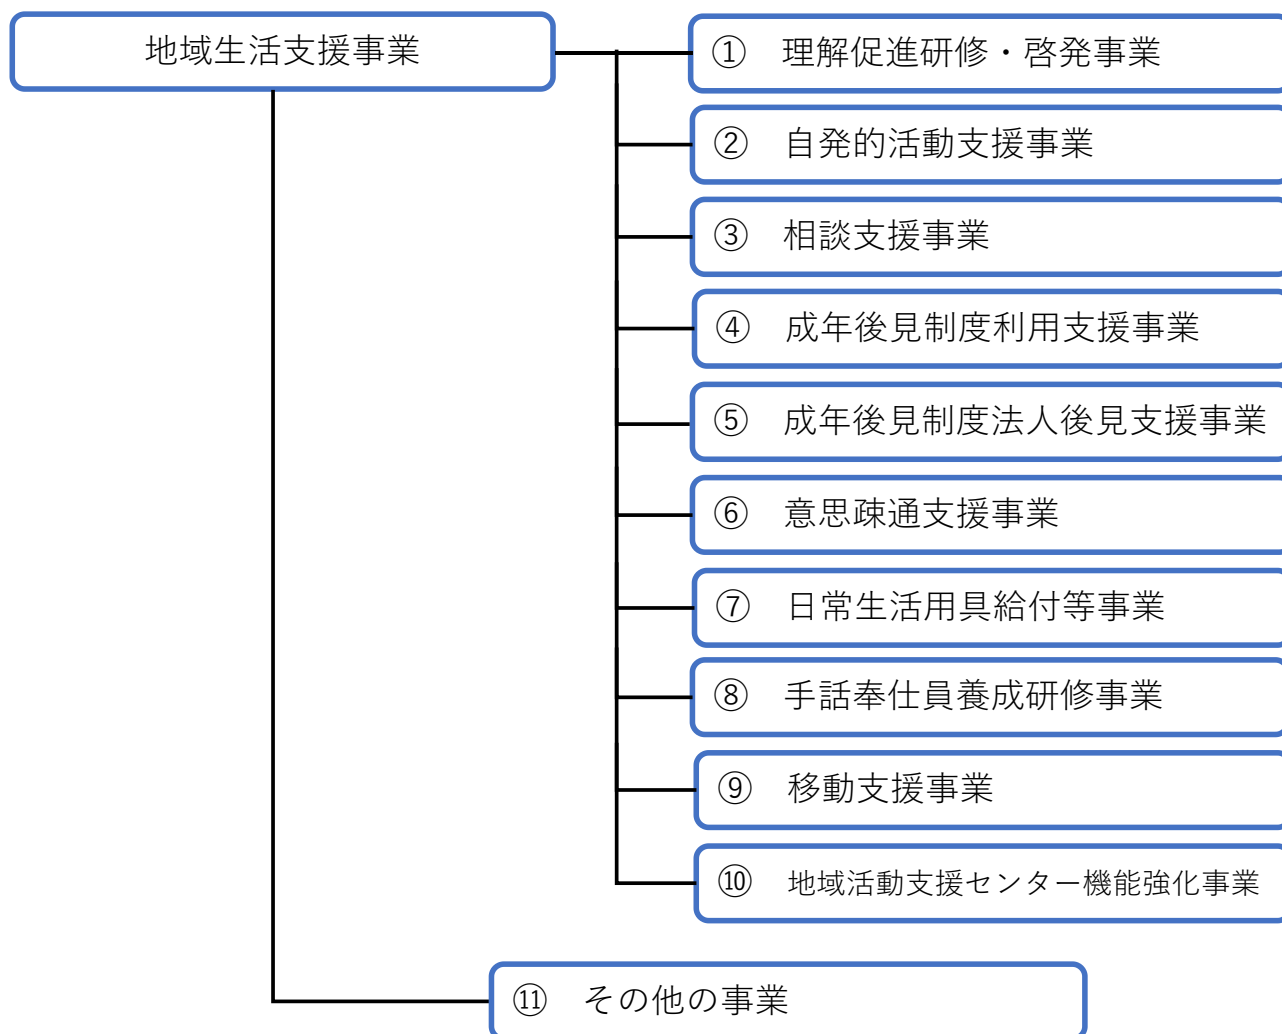 地域生活支援事業
① 理解促進研修・啓発事業
② 自発的活動支援事業
③ 相談支援事業
④ 成年後見制度利用支援事業
⑤ 成年後見制度法人後見支援事業
⑥ 意思疎通支援事業
⑦ 日常生活用具給付等事業
⑧ 手話奉仕員養成研修事業
⑨ 移動支援事業
⑩ 地域活動支援センター機能強化事業
⑪ その他の事業